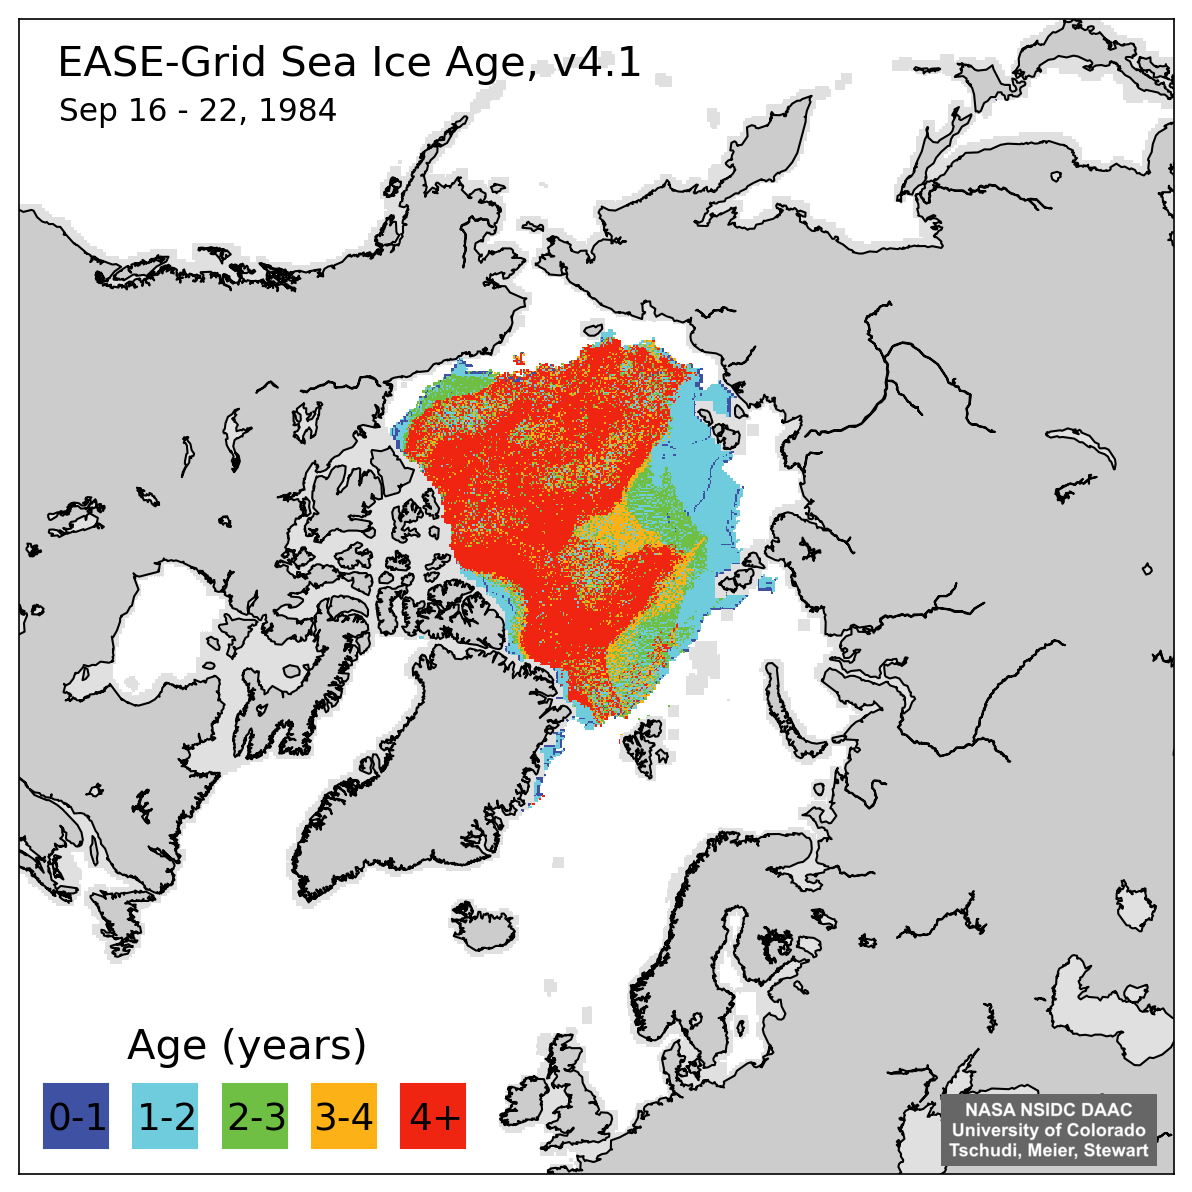 EASE-Grid Sea Ice Age, v4.1
Sep 16 - 22, 1984
Age (years)
0-1 1-2 2-3 3-4 4+
NASA NSIDC DAAC
University of Colorado
Tschudi, Meier, Stewart